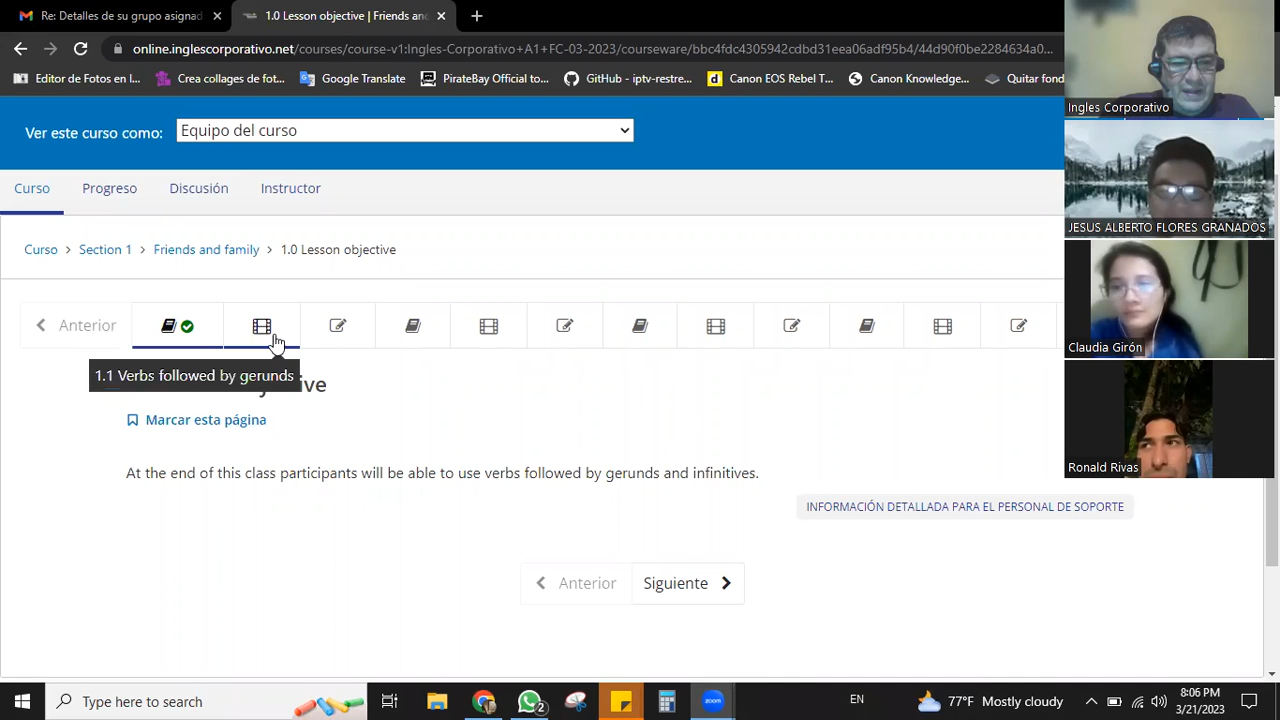 Re: Detalles de su grupo asignad
1.0 Lesson objective | Friends and
online.inglescorporativo.net/courses/course-v1:Ingles-Corporativo+A1+FC-03-2023/courseware/bbc4fdc4305942cdbd31eea06adf95b4/44d90f0be2284634a0...
Editor de Fotos en l...
Crea collages de fot...
Google Translate
PirateBay Official to...
GitHub - iptv-restre...
Canon EOS Rebel T...
Canon Knowledge...
Quitar fond
Ver este curso como:
Equipo del curso
Curso
Progreso
Discusión
Instructor
Curso > Section 1 > Friends and family > 1.0 Lesson objective
Anterior
1.1 Verbs followed by gerunds
Marcar esta página
At the end of this class participants will be able to use verbs followed by gerunds and infinitives.
INFORMACIÓN DETALLADA PARA EL PERSONAL DE SOPORTE
Anterior
Siguiente
Ingles Corporativo
JESUS ALBERTO FLORES GRANADOS
Claudia Girón
Ronald Rivas
Type here to search
zoom
2
EN
77°F Mostly cloudy
8:06 PM
3/21/2023